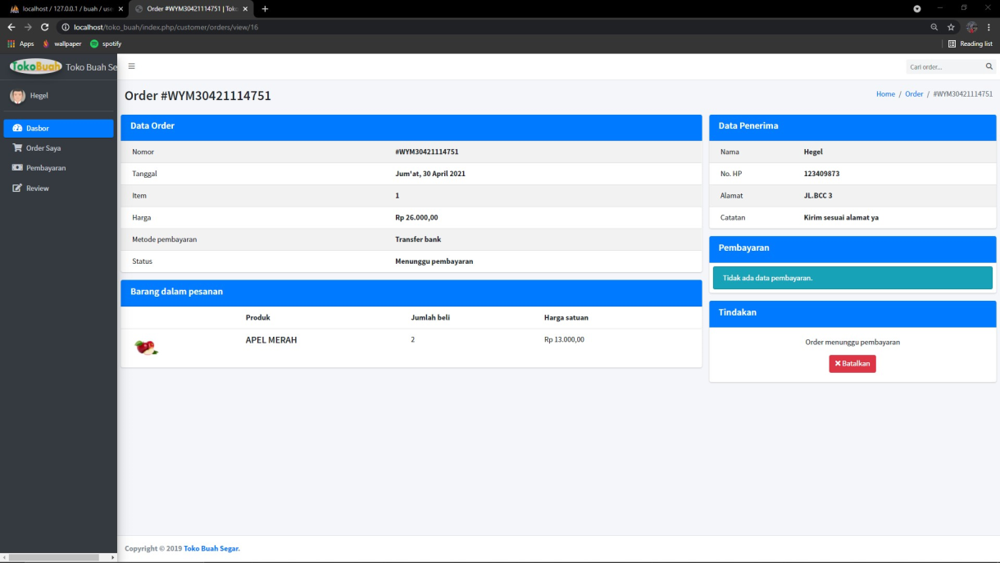 localhost / 127.0.0.1 / buah / use
Order #WYM30421114751 | Tok
localhost/toko_buah/index.php/customer/orders/view/16
Apps wallpaper spotify Reading list
TokoBuah Toko Buah Se
Cari order...
Hegel
Order #WYM30421114751
Home / Order / #WYM30421114751
Dasbor
Order Saya
Pembayaran
Review
Data Order
Nomor #WYM30421114751
Tanggal Jum'at, 30 April 2021
Item 1
Harga Rp 26.000,00
Metode pembayaran Transfer bank
Status Menunggu pembayaran
Barang dalam pesanan
Produk Jumlah beli Harga satuan
APEL MERAH 2 Rp 13.000,00
Data Penerima
Nama Hegel
No. HP 123409873
Alamat JL.BCC 3
Catatan Kirim sesuai alamat ya
Pembayaran
Tidak ada data pembayaran.
Tindakan
Order menunggu pembayaran
Batalkan
Copyright © 2019 Toko Buah Segar.